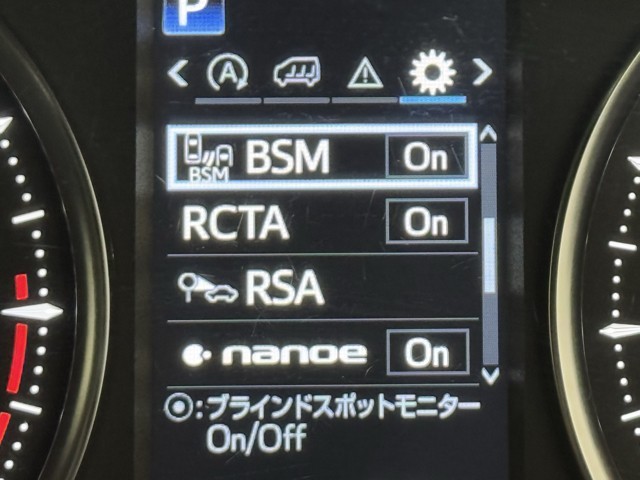 P
A
BSM BSM On
RCTA On
RSA
nanoe On
:ブラインドスポットモニター
On/Off